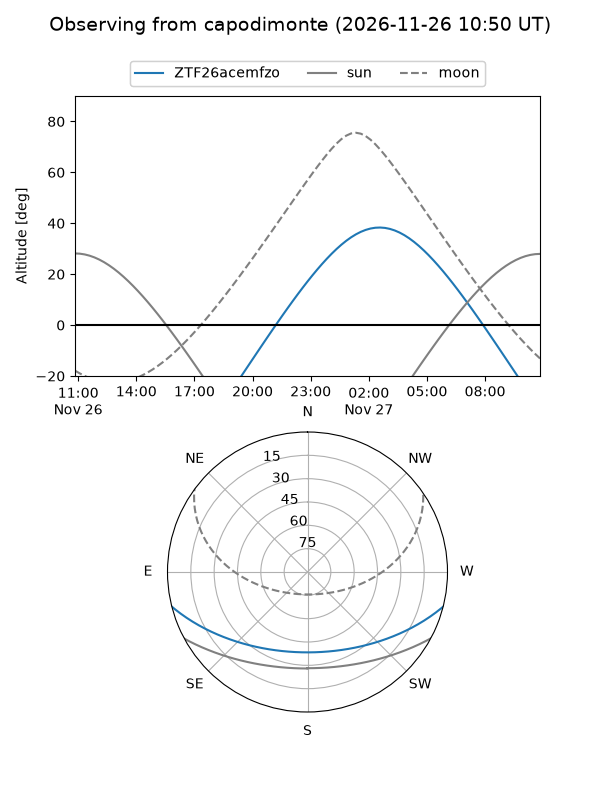 Observing from capodimonte (2026-11-26 10:50 UT)
ZTF26acemfzo sun moon
Altitude [deg]
80
60
40
20
0
−20
11:00 14:00 17:00 20:00 23:00 02:00 05:00 08:00
Nov 26 Nov 27
N
NE NW
15
30
45
60
75
E W
SE SW
S